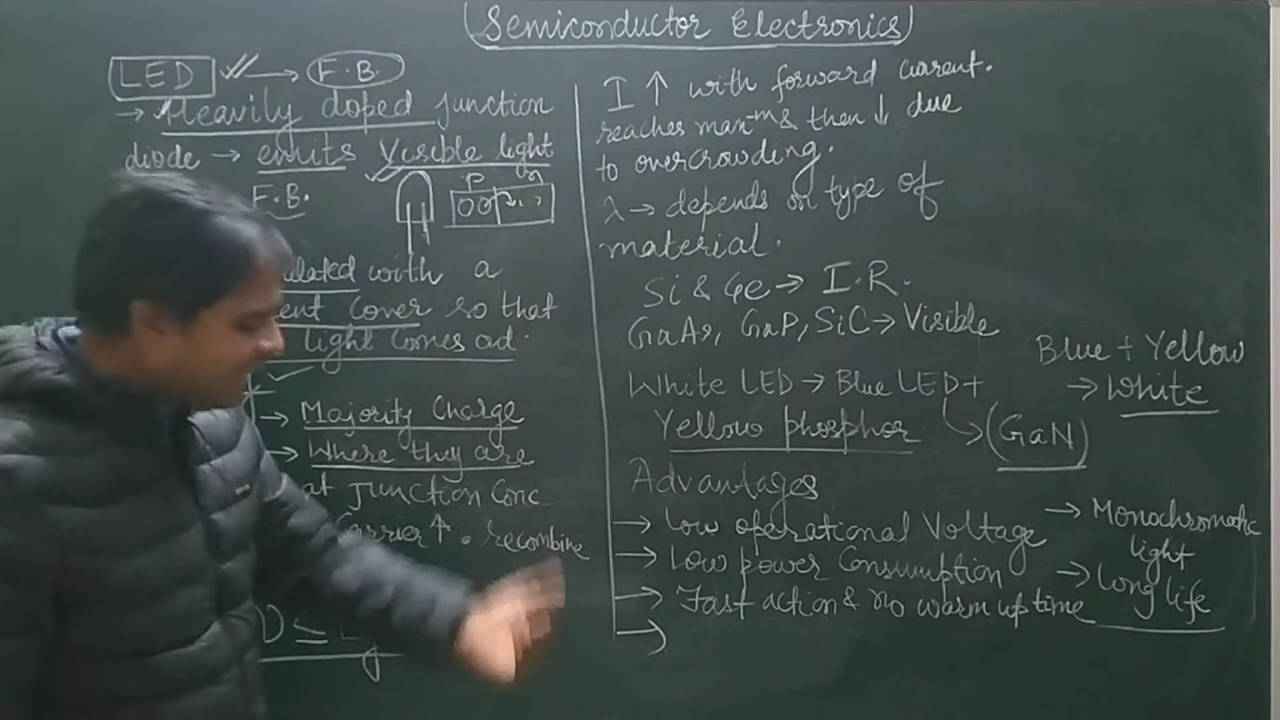 Semiconductor Electronics
LED → F.B.
→ Heavily doped junction
diode → emits visible light
F.B.
P n
with a
Cover so that
light Comes out.
→ Majority Charge
→ Where they are
at Junction Conc
Carrier ↑ . recombine
I ↑ with forward current.
reaches max-m & then ↓ due
to overcrowding.
λ → depends on type of
material.
Si & Ge → I.R.
GaAs, GaP, SiC → Visible
White LED → Blue LED +
Yellow phosphor → (GaN)
Blue + Yellow
→ White
Advantages
→ Low operational Voltage
→ Low power Consumption
→ Fast action & no warm up time
→
→ Monochromatic
light
→ Long life